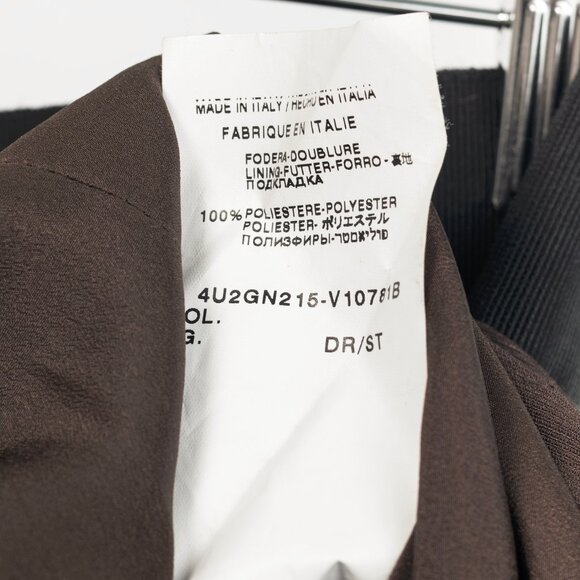 MADE IN ITALY / HECHO EN ITALIA
FABRIQUE EN ITALIE
FODERA-DOUBLURE
LINING-FUTTER-FORRO - 裏地
ПОДКЛАДКА
100% POLIESTERE-POLYESTER
POLIESTER- ポリエステル
ПОЛИЭФИРЫ-פוליאסטר
4U2GN215-V10781B
OL.
G.
DR/ST